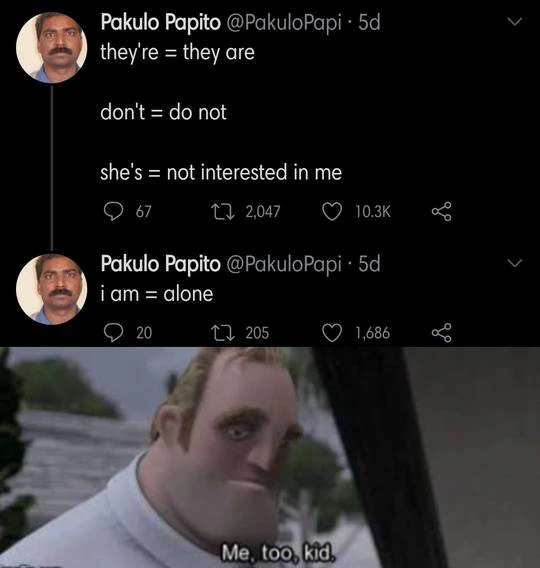 Pakulo Papito @PakuloPapi · 5d
they're = they are
don't = do not
she's = not interested in me
67 2,047 10.3K
Pakulo Papito @PakuloPapi · 5d
i am = alone
20 205 1,686
Me, too, kid.